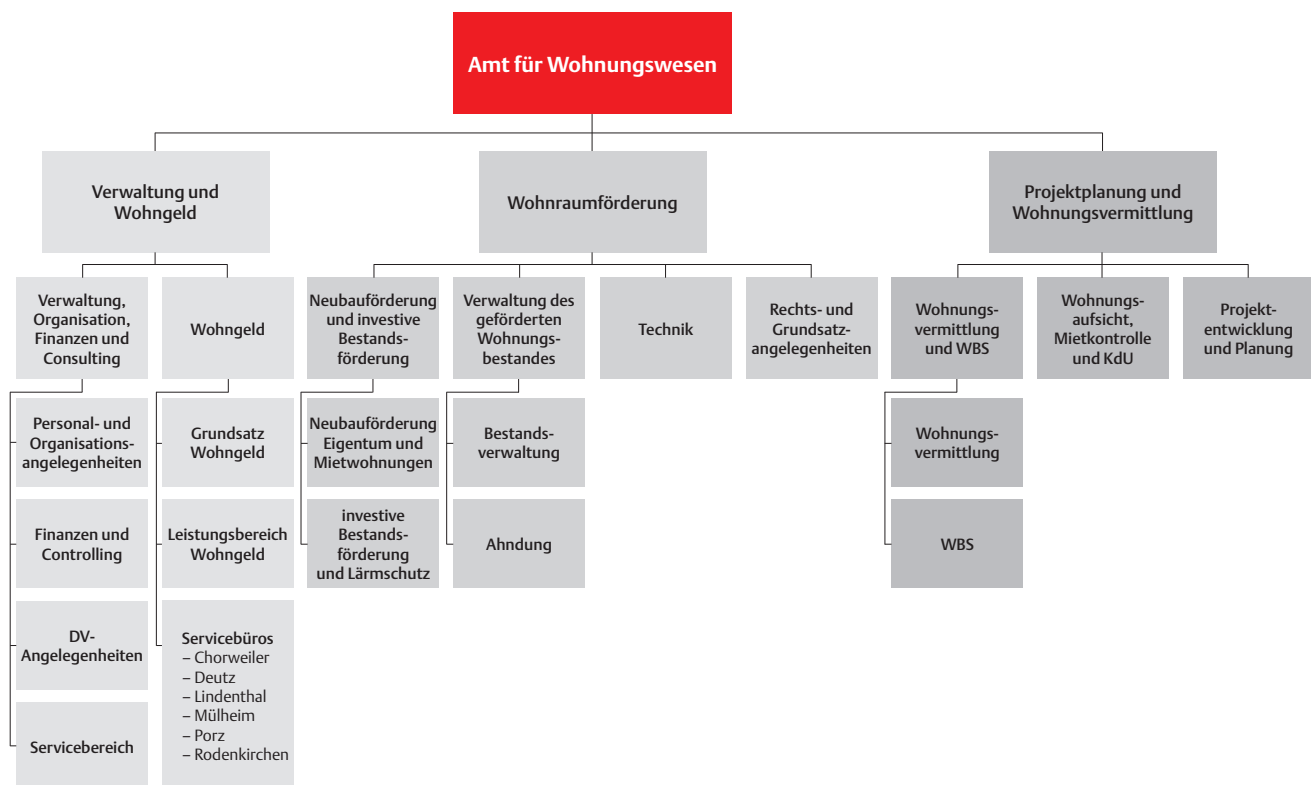 Amt für Wohnungswesen
Verwaltung und
Wohngeld
Wohnraumförderung
Projektplanung und
Wohnungsvermittlung
Verwaltung,
Organisation,
Finanzen und
Consulting
Wohngeld
Neubauförderung
und investive
Bestands-
förderung
Verwaltung des
geförderten
Wohnungs-
bestandes
Technik
Rechts- und
Grundsatz-
angelegenheiten
Wohnungs-
vermittlung
und WBS
Wohnungs-
aufsicht,
Mietkontrolle
und KdU
Projekt-
entwicklung
und Planung
Personal- und
Organisations-
angelegenheiten
Grundsatz
Wohngeld
Neubauförderung
Eigentum und
Mietwohnungen
Bestands-
verwaltung
Wohnungs-
vermittlung
Finanzen und
Controlling
Leistungsbereich
Wohngeld
investive
Bestands-
förderung
und Lärmschutz
Ahndung
WBS
DV-
Angelegenheiten
Servicebüros
– Chorweiler
– Deutz
– Lindenthal
– Mülheim
– Porz
– Rodenkirchen
Servicebereich